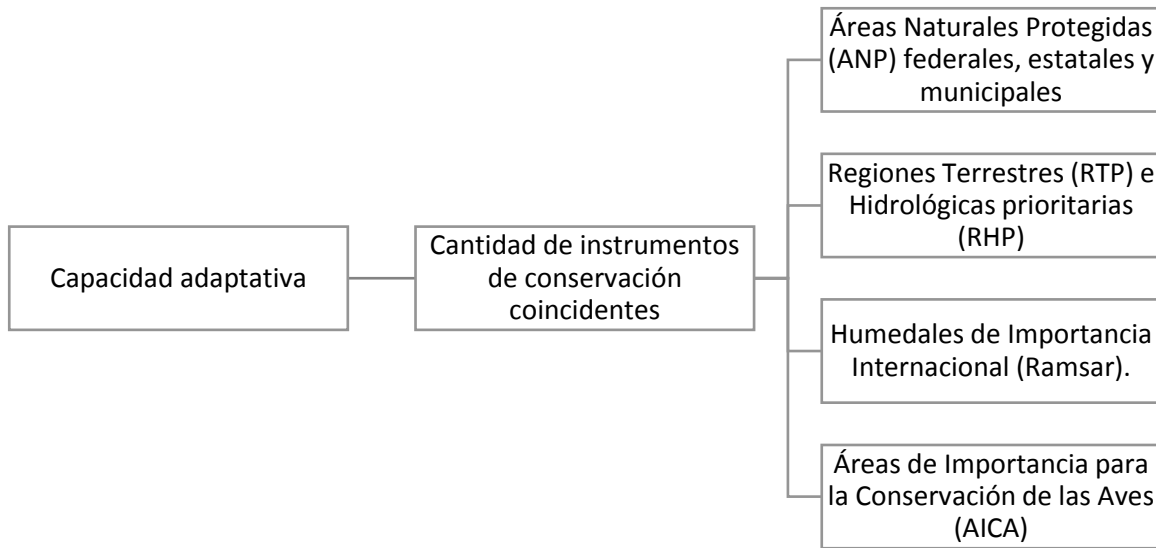 Capacidad adaptativa
Cantidad de instrumentos
de conservación
coincidentes
Áreas Naturales Protegidas
(ANP) federales, estatales y
municipales
Regiones Terrestres (RTP) e
Hidrológicas prioritarias
(RHP)
Humedales de Importancia
Internacional (Ramsar).
Áreas de Importancia para
la Conservación de las Aves
(AICA)